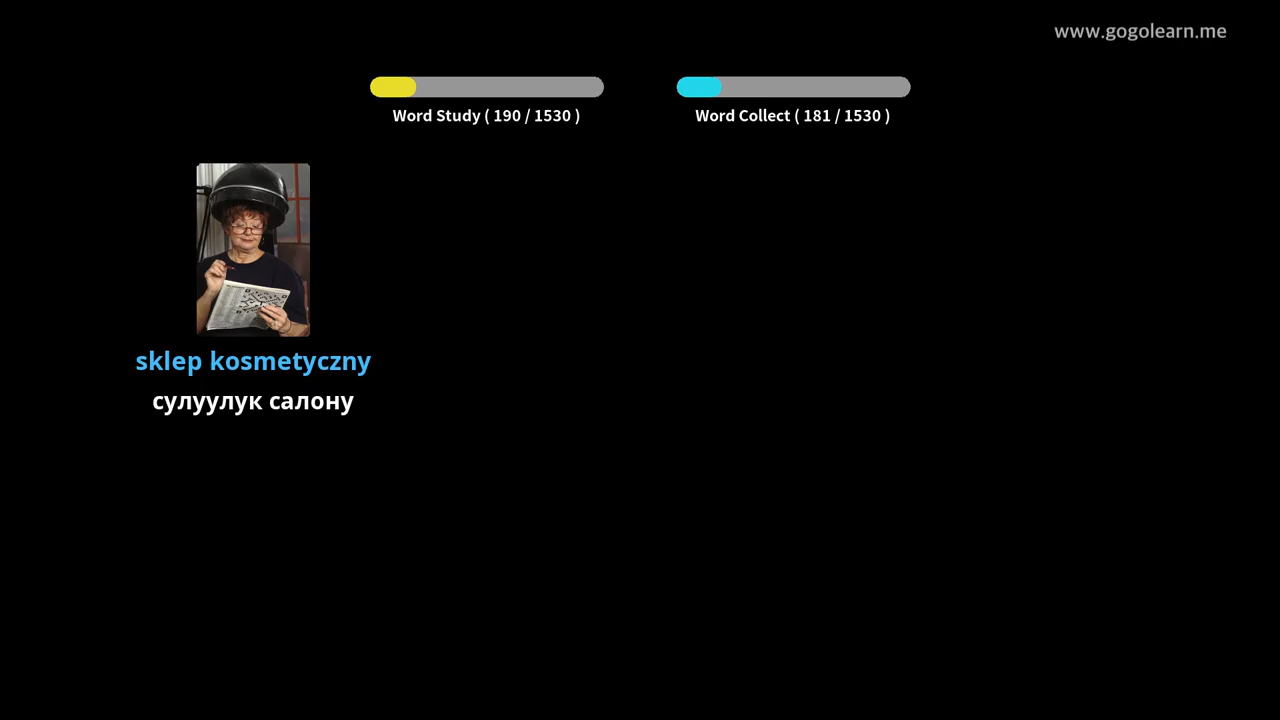 www.gogolearn.me
Word Study ( 190 / 1530 )
Word Collect ( 181 / 1530 )
sklep kosmetyczny
сулуулук салону